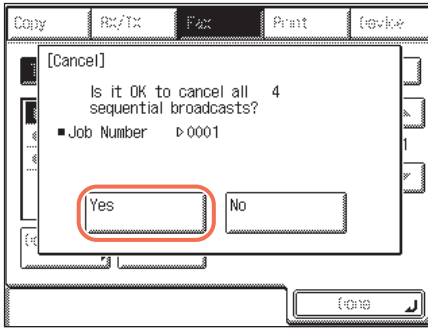 Copy RX/TX Fax Print Device
[Cancel]
Is it OK to cancel all 4
sequential broadcasts?
■Job Number ▷0001
Yes No
Done